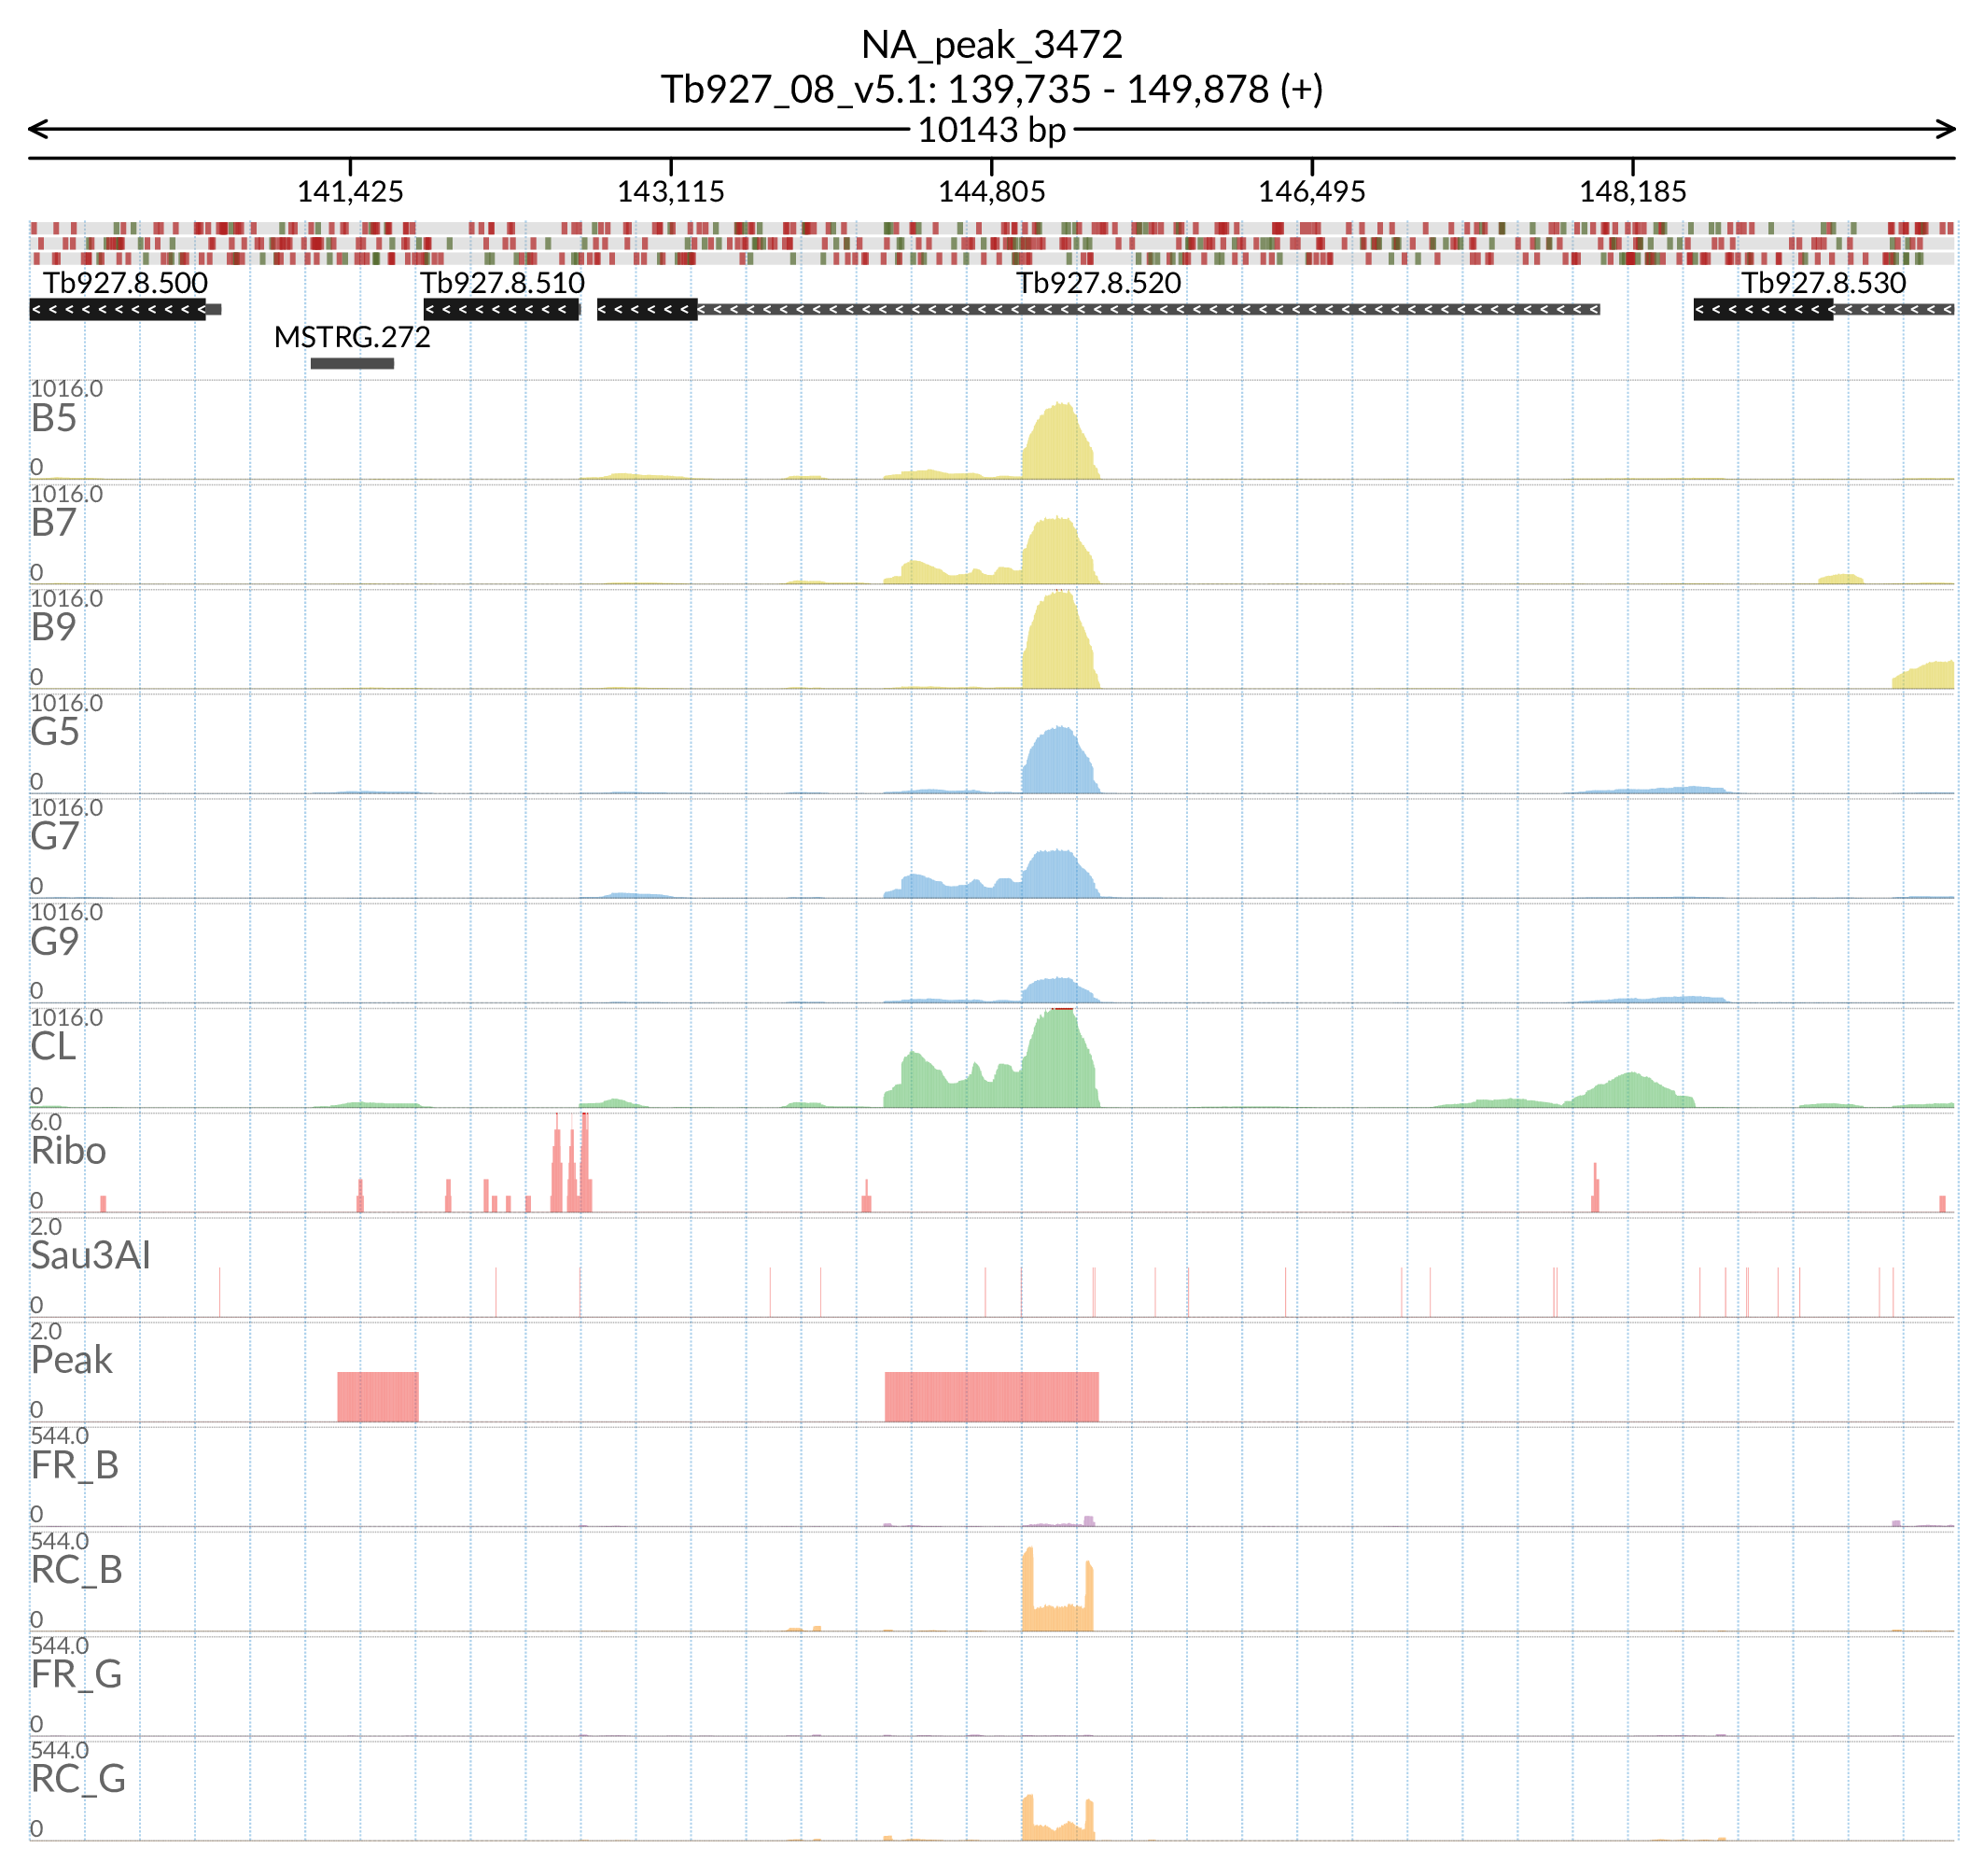 NA_peak_3472
Tb927_08_v5.1: 139,735 - 149,878 (+)
10143 bp
141,425 143,115 144,805 146,495 148,185
Tb927.8.500 Tb927.8.510 Tb927.8.520 Tb927.8.530
MSTRG.272
1016.0
B5
0
1016.0
B7
0
1016.0
B9
0
1016.0
G5
0
1016.0
G7
0
1016.0
G9
0
1016.0
CL
0
6.0
Ribo
0
2.0
Sau3AI
0
2.0
Peak
0
544.0
FR_B
0
544.0
RC_B
0
544.0
FR_G
0
544.0
RC_G
0